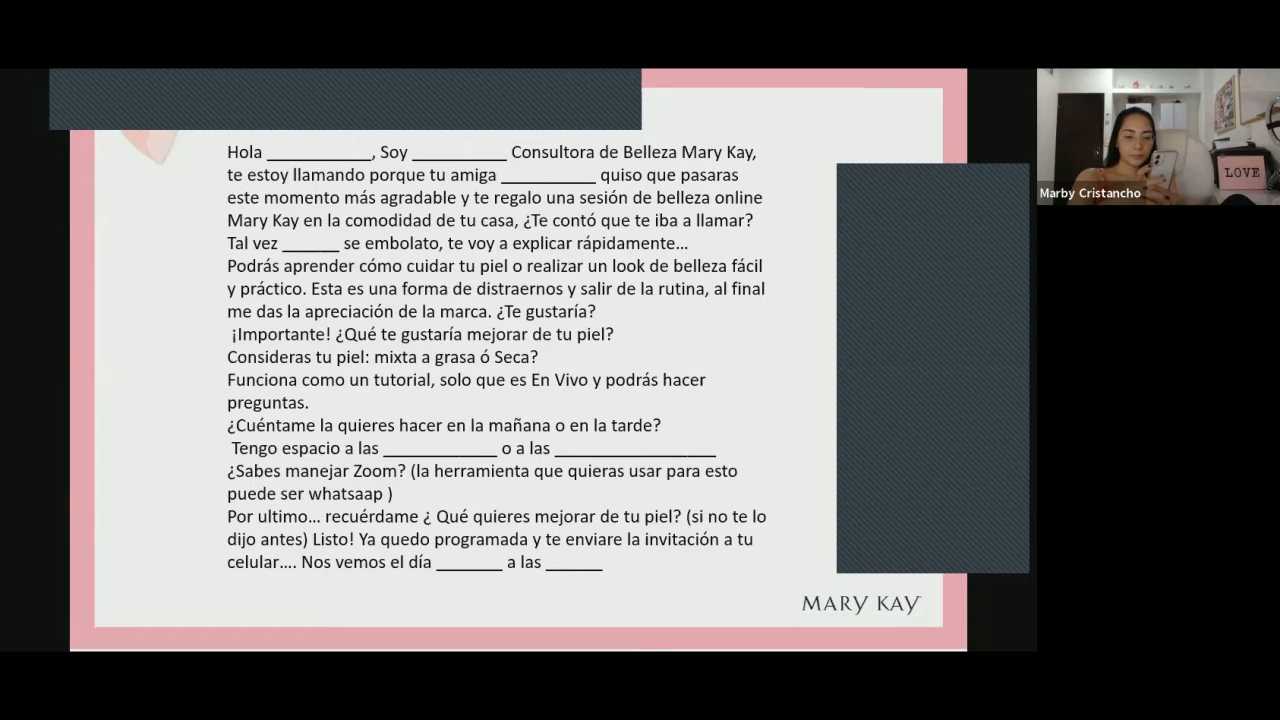 Hola ___________, Soy __________ Consultora de Belleza Mary Kay,
te estoy llamando porque tu amiga __________ quiso que pasaras
este momento más agradable y te regalo una sesión de belleza online
Mary Kay en la comodidad de tu casa, ¿Te contó que te iba a llamar?
Tal vez ______ se embolato, te voy a explicar rápidamente…
Podrás aprender cómo cuidar tu piel o realizar un look de belleza fácil
y práctico. Esta es una forma de distraernos y salir de la rutina, al final
me das la apreciación de la marca. ¿Te gustaría?
¡Importante! ¿Qué te gustaría mejorar de tu piel?
Consideras tu piel: mixta a grasa ó Seca?
Funciona como un tutorial, solo que es En Vivo y podrás hacer
preguntas.
¿Cuéntame la quieres hacer en la mañana o en la tarde?
Tengo espacio a las ____________ o a las _________________
¿Sabes manejar Zoom? (la herramienta que quieras usar para esto
puede ser whatsaap )
Por ultimo… recuérdame ¿ Qué quieres mejorar de tu piel? (si no te lo
dijo antes) Listo! Ya quedo programada y te enviare la invitación a tu
celular…. Nos vemos el día _______ a las ______
MARY KAY
LOVE
Marby Cristancho